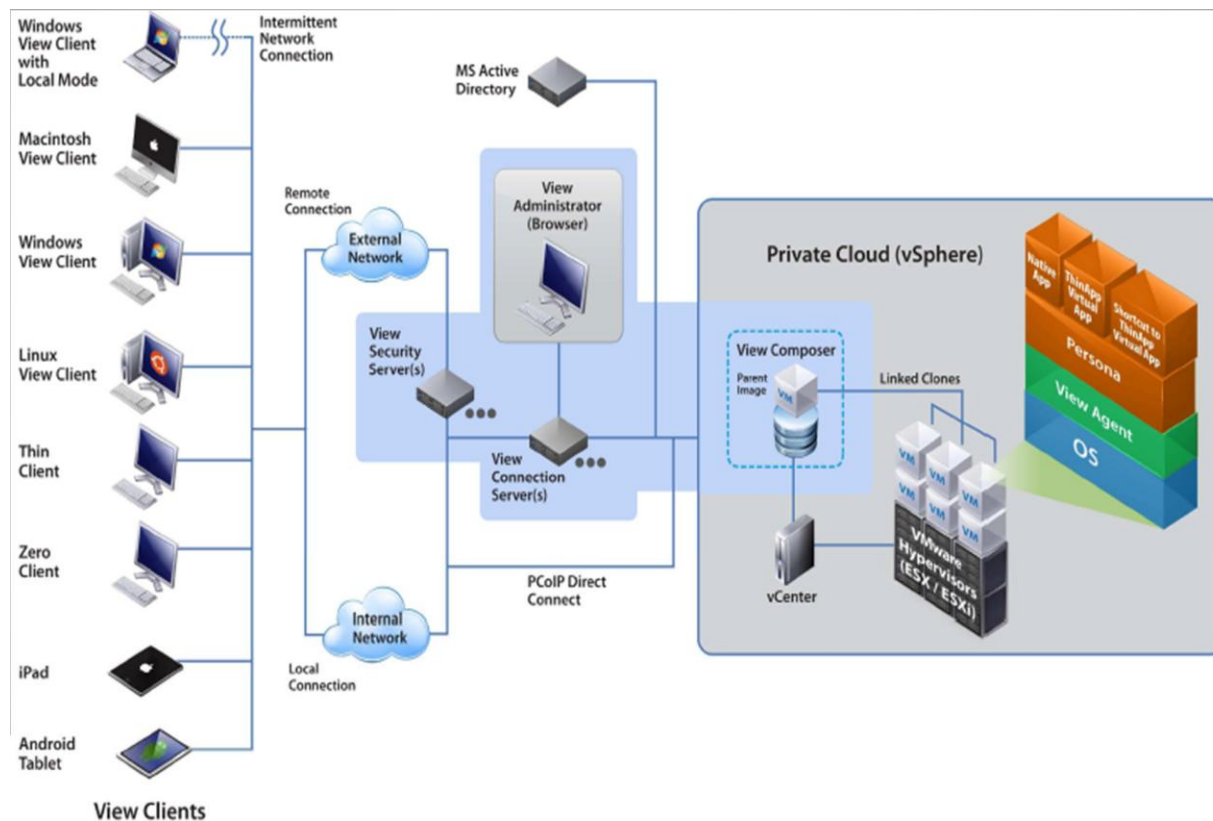 Windows
View Client
with
Local Mode
Intermittent
Network
Connection
MS Active
Directory
Macintosh
View Client
Remote
Connection
External
Network
View
Administrator
(Browser)
Windows
View Client
View
Security
Server(s)
Linux
View Client
Thin
Client
View
Connection
Server(s)
Zero
Client
PCoIP Direct
Connect
Internal
Network
Local
Connection
iPad
Android
Tablet
View Clients
Private Cloud (vSphere)
View Composer
Parent
Image
VM
Linked Clones
VM
VM
VM
VM
VM
VM
VMware
Hypervisors
(ESX / ESXi)
vCenter
Native
App
ThinApp
Virtual
App
Shortcut to
ThinApp
Virtual App
Persona
View Agent
OS